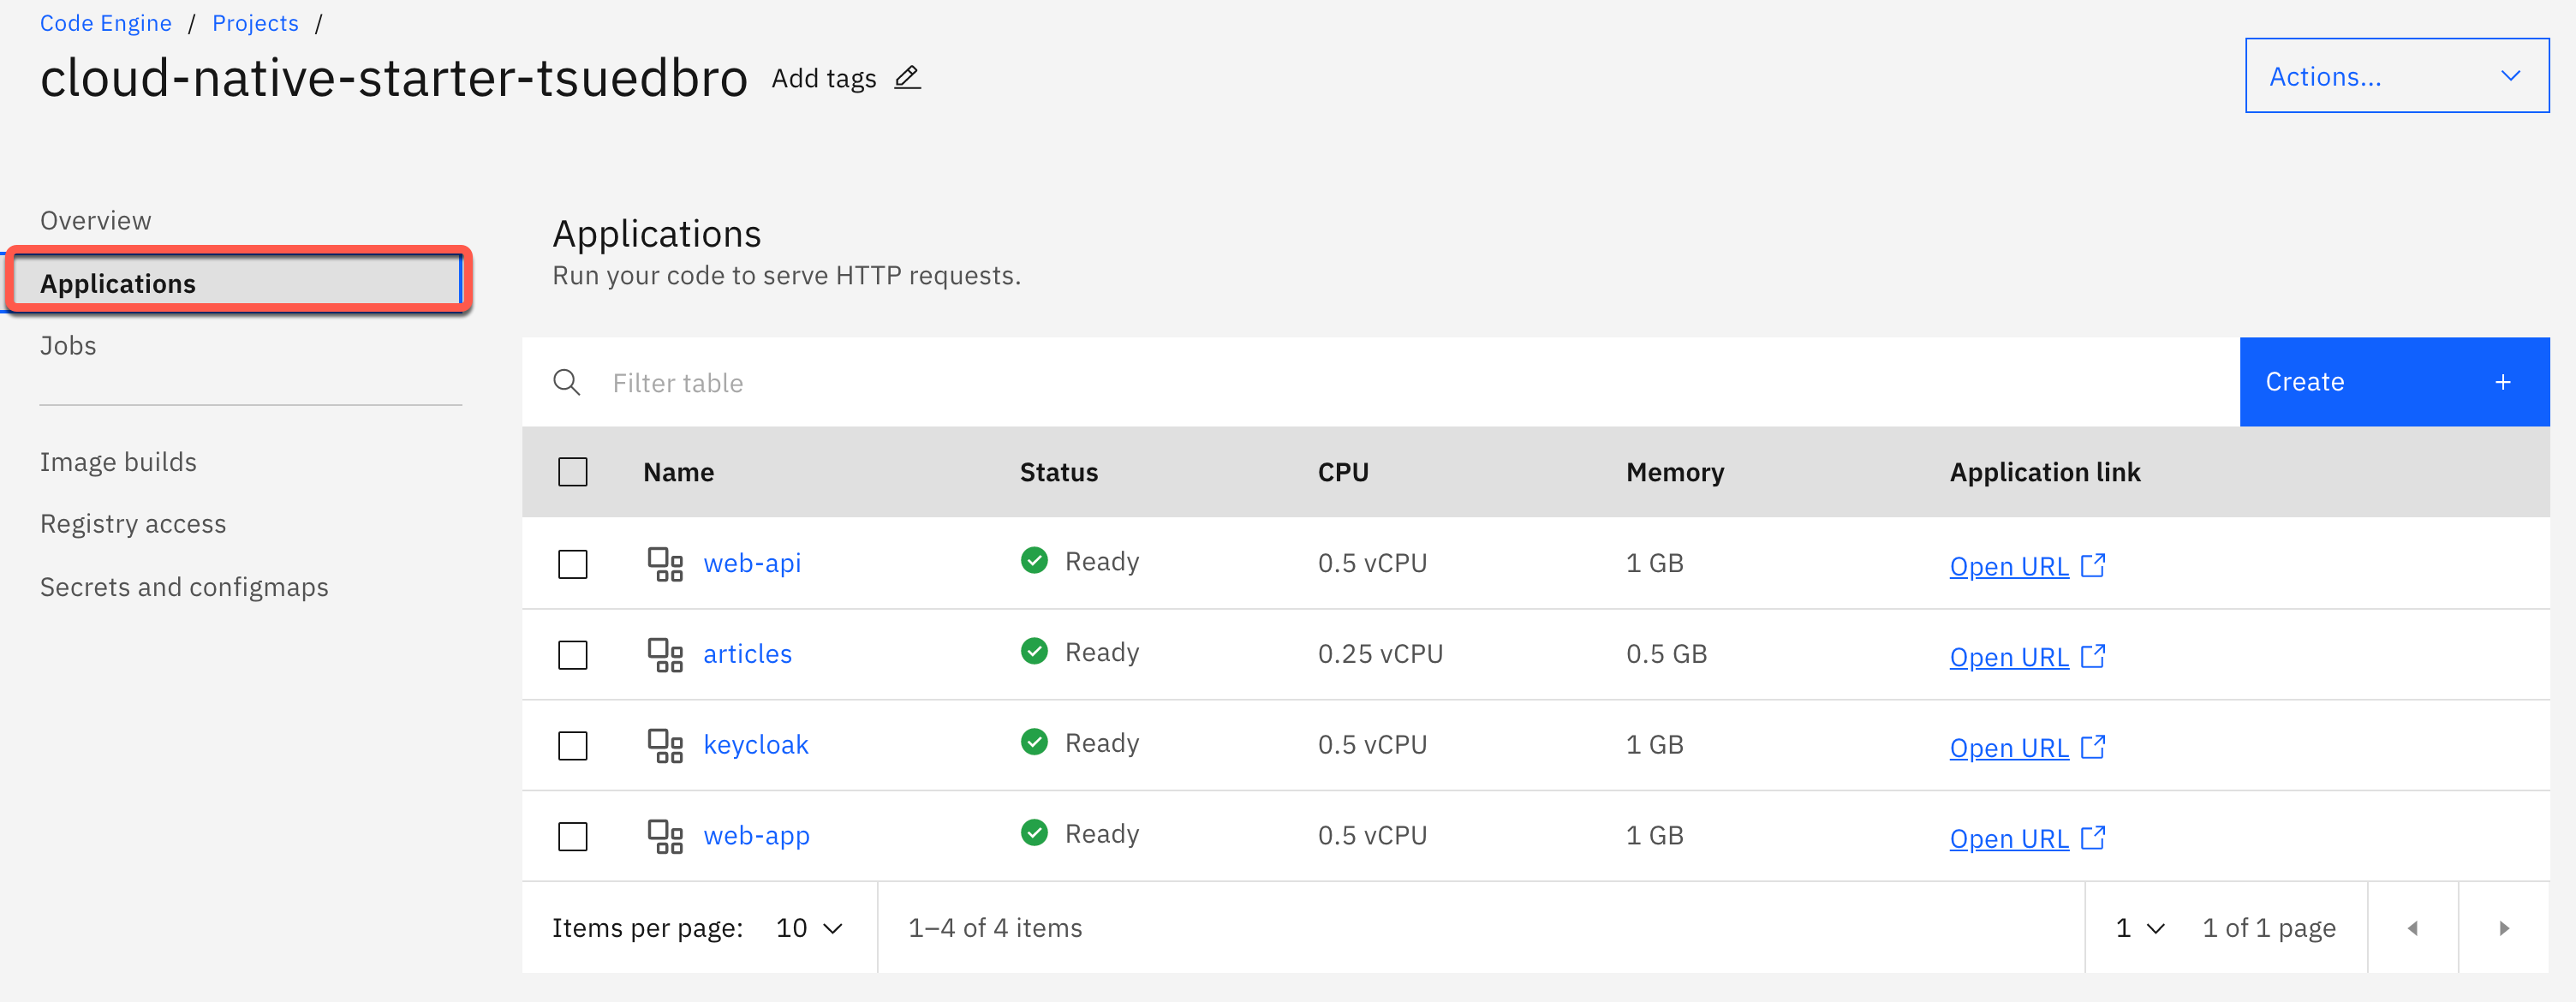 Code Engine / Projects /
cloud-native-starter-tsuedbro Add tags
Actions...
Overview
Applications
Jobs
Image builds
Registry access
Secrets and configmaps
Applications
Run your code to serve HTTP requests.
Filter table
Create +
Name Status CPU Memory Application link
web-api Ready 0.5 vCPU 1 GB Open URL
articles Ready 0.25 vCPU 0.5 GB Open URL
keycloak Ready 0.5 vCPU 1 GB Open URL
web-app Ready 0.5 vCPU 1 GB Open URL
Items per page: 10 1–4 of 4 items 1 1 of 1 page